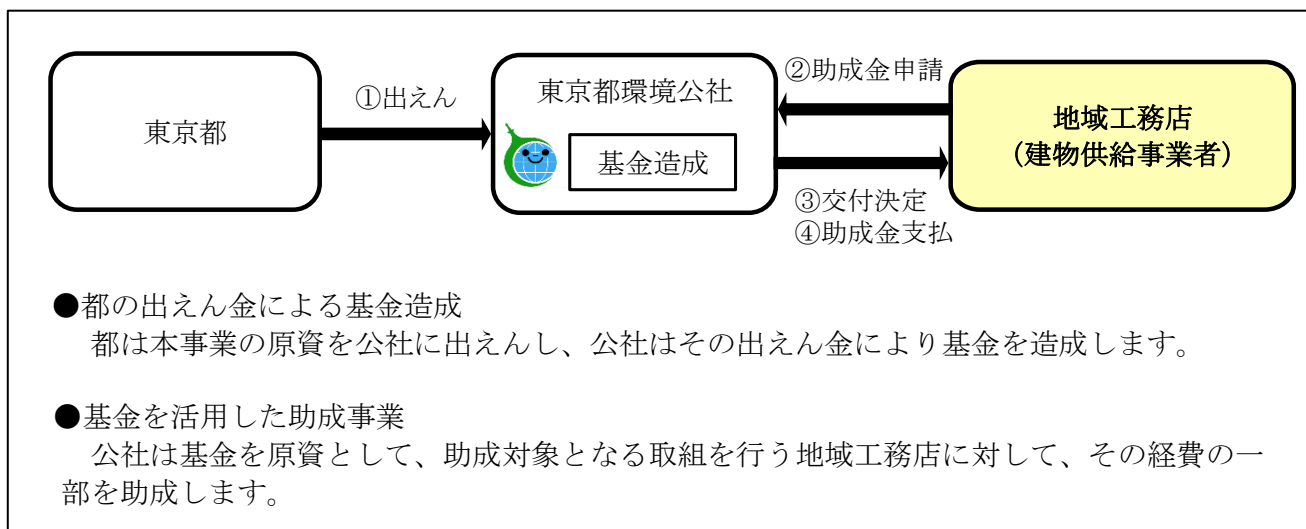 東京都
①出えん
東京都環境公社
基金造成
②助成金申請
③交付決定
④助成金支払
地域工務店
(建物供給事業者)
●都の出えん金による基金造成
都は本事業の原資を公社に出えんし、公社はその出えん金により基金を造成します。
●基金を活用した助成事業
公社は基金を原資として、助成対象となる取組を行う地域工務店に対して、その経費の一
部を助成します。